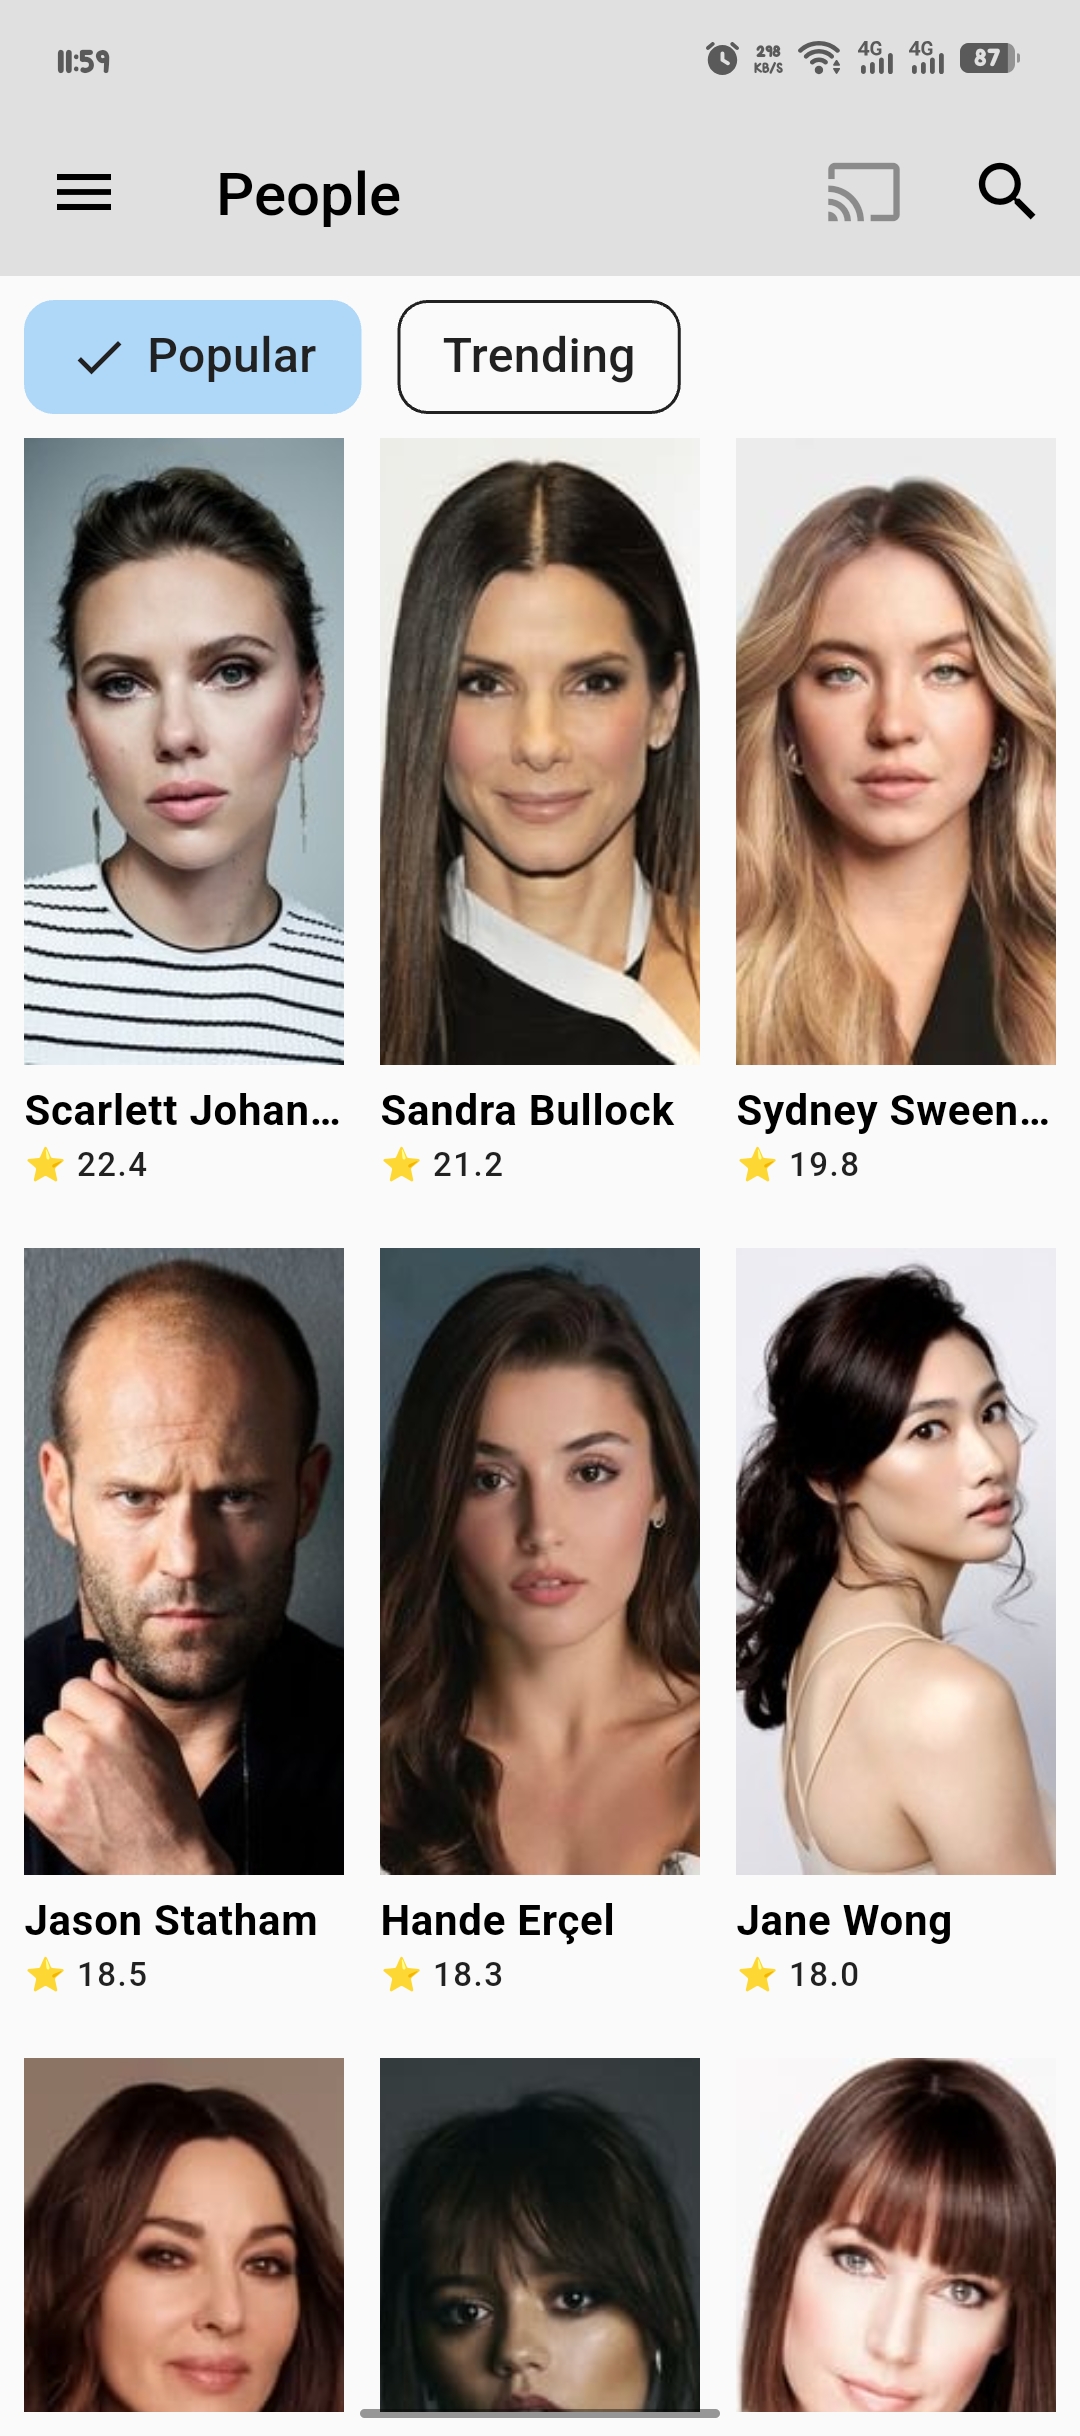 11:59
298
KB/S
4G
4G
87
People
Popular
Trending
Scarlett Johan...
Sandra Bullock
Sydney Sween...
⭐ 22.4
⭐ 21.2
⭐ 19.8
Jason Statham
Hande Erçel
Jane Wong
⭐ 18.5
⭐ 18.3
⭐ 18.0